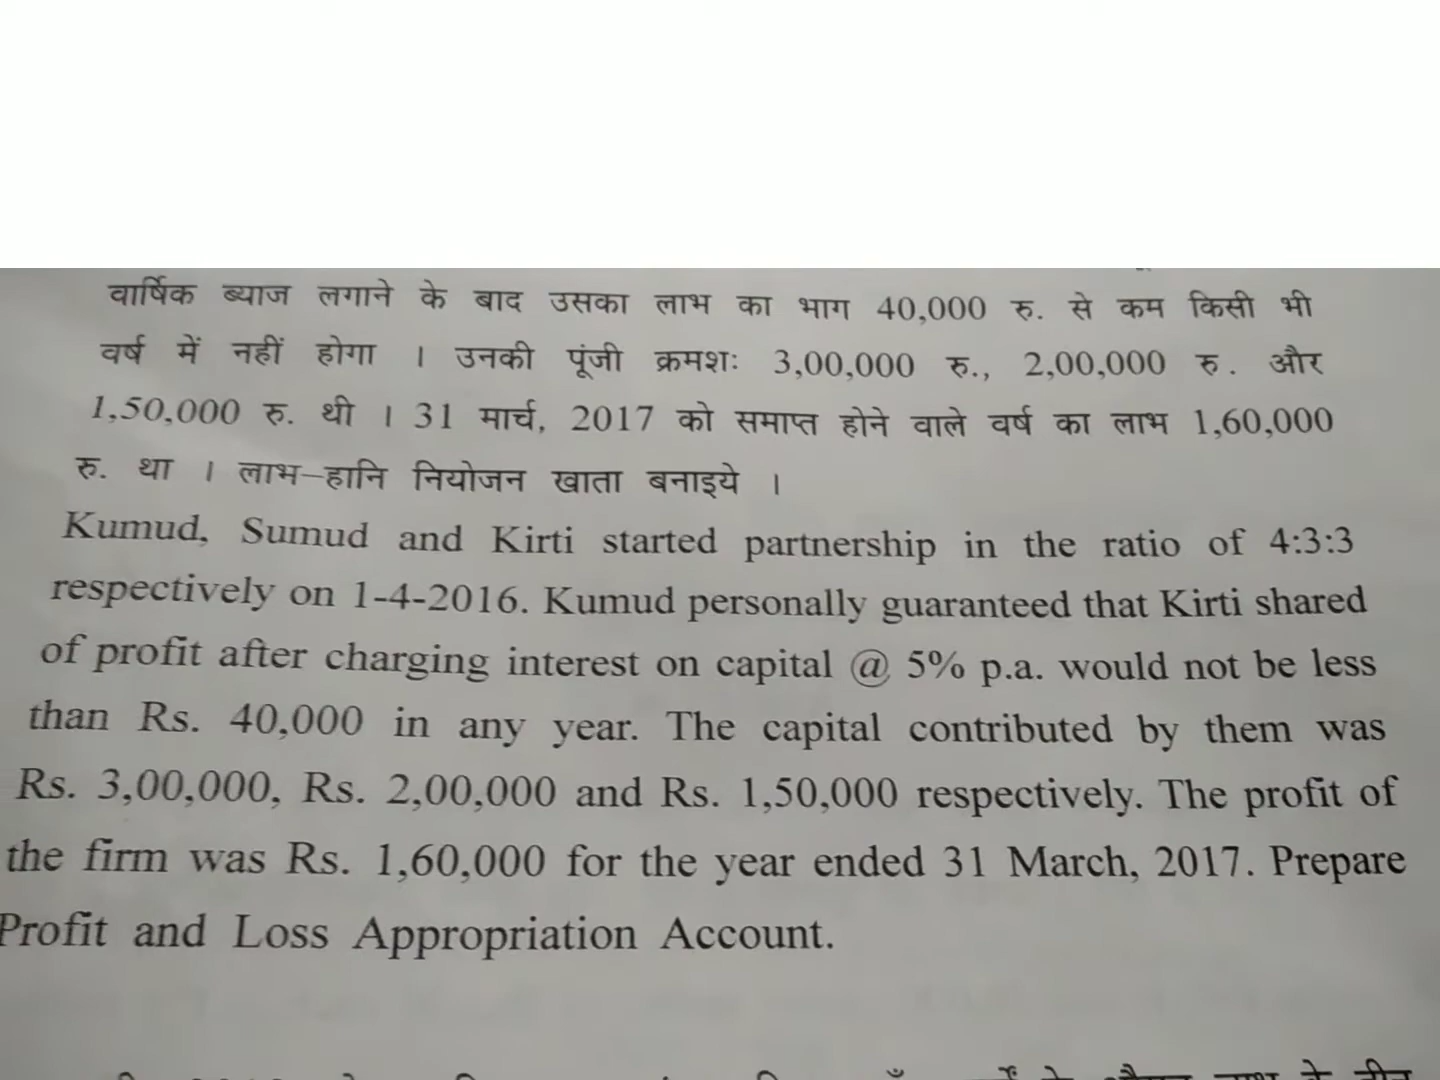 वार्षिक ब्याज लगाने के बाद उसका लाभ का भाग 40,000 रु. से कम किसी भी
वर्ष में नहीं होगा । उनकी पूंजी क्रमशः 3,00,000 रु., 2,00,000 रु. और
1,50,000 रु. थी । 31 मार्च, 2017 को समाप्त होने वाले वर्ष का लाभ 1,60,000
रु. था । लाभ–हानि नियोजन खाता बनाइये ।
Kumud, Sumud and Kirti started partnership in the ratio of 4:3:3
respectively on 1-4-2016. Kumud personally guaranteed that Kirti shared
of profit after charging interest on capital @ 5% p.a. would not be less
than Rs. 40,000 in any year. The capital contributed by them was
Rs. 3,00,000, Rs. 2,00,000 and Rs. 1,50,000 respectively. The profit of
the firm was Rs. 1,60,000 for the year ended 31 March, 2017. Prepare
Profit and Loss Appropriation Account.